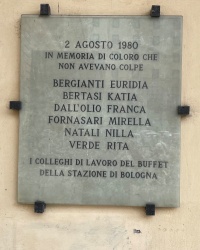 2 AGOSTO 1980
IN MEMORIA DI COLORO CHE
NON AVEVANO COLPE
BERGIANTI EURIDIA
BERTASI KATIA
DALL'OLIO FRANCA
FORNASARI MIRELLA
NATALI NILLA
VERDE RITA
I COLLEGHI DI LAVORO DEL BUFFET
DELLA STAZIONE DI BOLOGNA